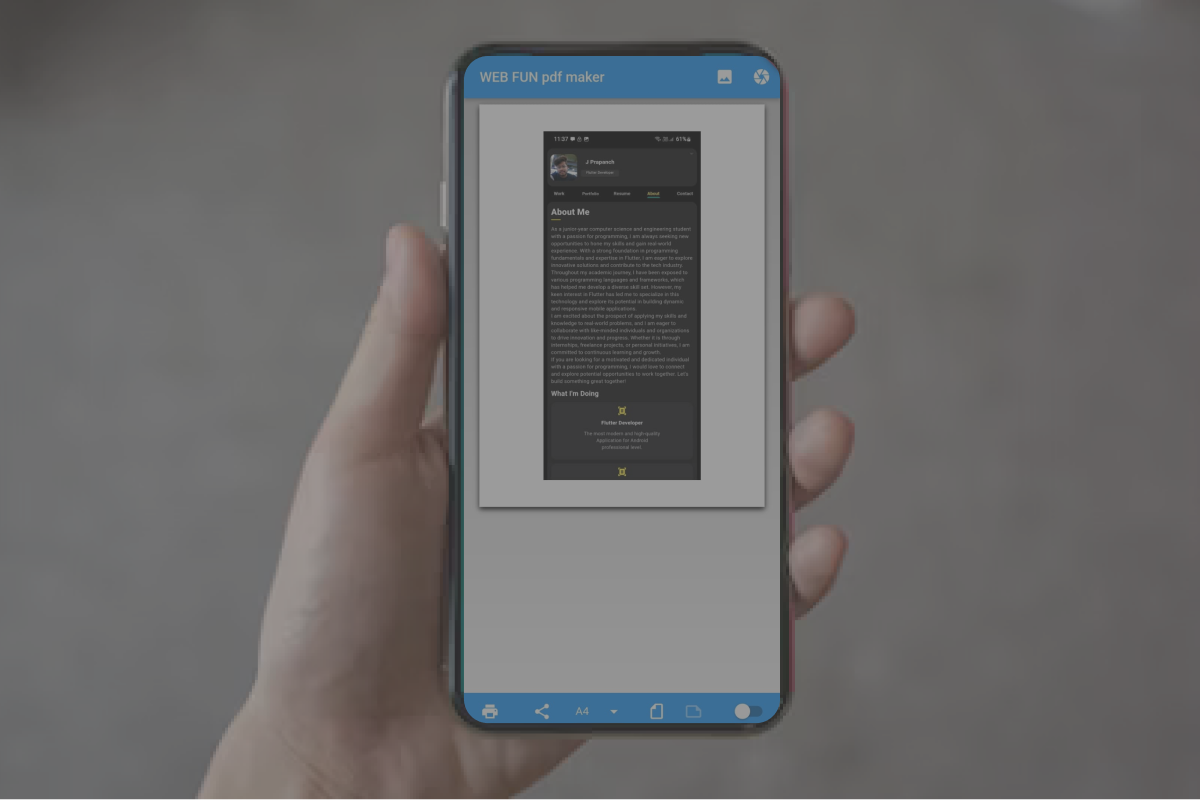 WEB FUN pdf maker
11:37 61%
J Prapanch
Flutter Developer
Work Portfolio Resume About Contact
About Me
As a junior-year computer science and engineering student
with a passion for programming, I am always seeking new
opportunities to hone my skills and gain real-world
experience. With a strong foundation in programming
fundamentals and expertise in Flutter, I am eager to explore
innovative solutions and contribute to the tech industry.
Throughout my academic journey, I have been exposed to
various programming languages and frameworks, which
has helped me develop a diverse skill set. However, my
keen interest in Flutter has led me to specialize in this
technology and explore its potential in building dynamic
and responsive mobile applications.
I am excited about the prospect of applying my skills and
knowledge to real-world problems, and I am eager to
collaborate with like-minded individuals and organizations
to drive innovation and progress. Whether it is through
internships, freelance projects, or personal initiatives, I am
committed to continuous learning and growth.
If you are looking for a motivated and dedicated individual
with a passion for programming, I would love to connect
and explore potential opportunities to work together. Let's
build something great together!
What I'm Doing
Flutter Developer
The most modern and high-quality
Application for Android
professional level.
A4